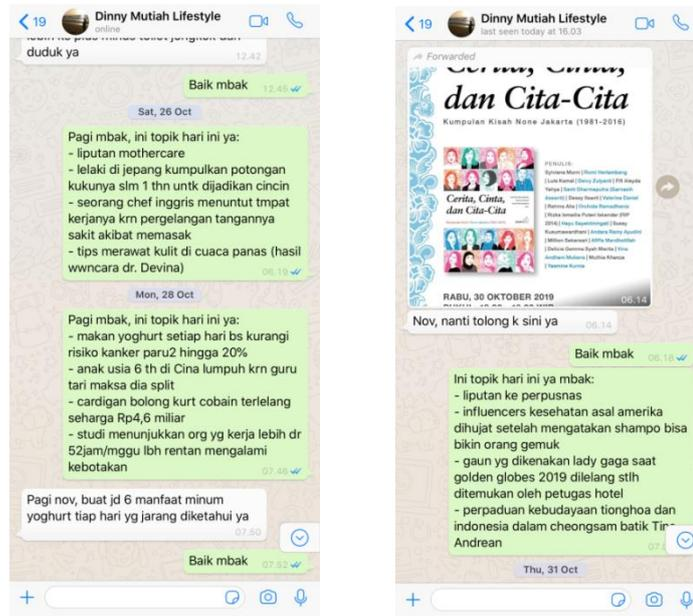 19
Dinny Mutiah Lifestyle
online
duduk ya
12.42
Baik mbak 12.45
Sat, 26 Oct
Pagi mbak, ini topik hari ini ya:
- liputan mothercare
- lelaki di jepang kumpulkan potongan
kukunya slm 1 thn untk dijadikan cincin
- seorang chef inggris menuntut tmpat
kerjanya krn pergelangan tangannya
sakit akibat memasak
- tips merawat kulit di cuaca panas (hasil
wwncara dr. Devina)
06.19
Mon, 28 Oct
Pagi mbak, ini topik hari ini ya:
- makan yoghurt setiap hari bs kurangi
risiko kanker paru2 hingga 20%
- anak usia 6 th di Cina lumpuh krn guru
tari maksa dia split
- cardigan bolong kurt cobain terlelang
seharga Rp4,6 miliar
- studi menunjukkan org yg kerja lebih dr
52jam/mggu lbh rentan mengalami
kebotakan
07.46
Pagi nov, buat jd 6 manfaat minum
yoghurt tiap hari yg jarang diketahui ya
07.50
Baik mbak 07.52
19
Dinny Mutiah Lifestyle
last seen today at 16.03
Forwarded
Cerita, Cinta,
dan Cita-Cita
Kumpulan Kisah None Jakarta (1981-2016)
Cerita, Cinta,
dan Cita-Cita
PENULIS:
RABU, 30 OKTOBER 2019
06.14
Nov, nanti tolong k sini ya 06.14
Baik mbak 06.18
Ini topik hari ini ya mbak:
- liputan ke perpusnas
- influencers kesehatan asal amerika
dihujat setelah mengatakan shampo bisa
bikin orang gemuk
- gaun yg dikenakan lady gaga saat
golden globes 2019 dilelang stlh
ditemukan oleh petugas hotel
- perpaduan kebudayaan tionghoa dan
indonesia dalam cheongsam batik
Andrean
Thu, 31 Oct